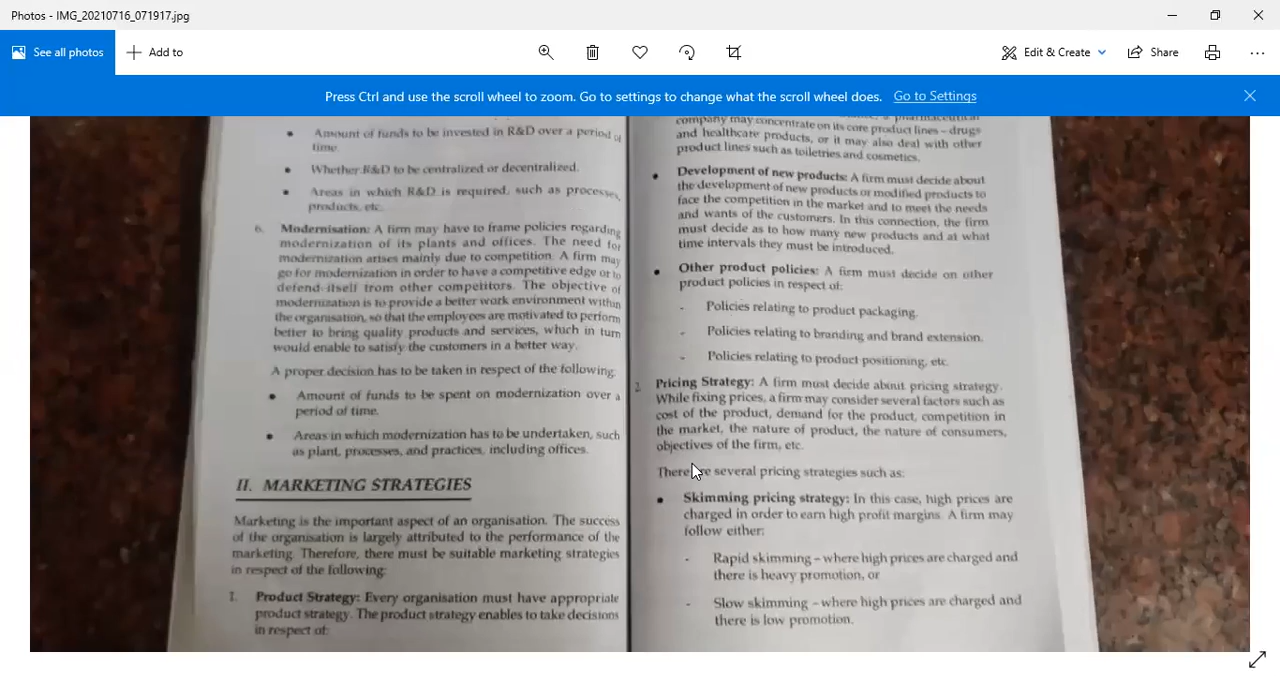 Photos - IMG_20210716_071917.jpg
See all photos
Add to
Edit & Create
Share
Press Ctrl and use the scroll wheel to zoom. Go to settings to change what the scroll wheel does. Go to Settings
• Amount of funds to be invested in R&D over a period of
time.
• Whether R&D to be centralized or decentralized.
• Areas in which R&D is required, such as processes,
products, etc.
6. Modernisation: A firm may have to frame policies regarding
modernization of its plants and offices. The need for
modernization arises mainly due to competition. A firm may
go for modernization in order to have a competitive edge or to
defend itself from other competitors. The objective of
modernization is to provide a better work environment within
the organisation, so that the employees are motivated to perform
better to bring quality products and services, which in turn
would enable to satisfy the customers in a better way.
A proper decision has to be taken in respect of the following:
• Amount of funds to be spent on modernization over a
period of time.
• Areas in which modernization has to be undertaken, such
as plant, processes, and practices, including offices.
II. MARKETING STRATEGIES
Marketing is the important aspect of an organisation. The success
of the organisation is largely attributed to the performance of the
marketing. Therefore, there must be suitable marketing strategies
in respect of the following:
1. Product Strategy: Every organisation must have appropriate
product strategy. The product strategy enables to take decisions
in respect of:
a pharmaceutical
company may concentrate on its core product lines – drugs
and healthcare products, or it may also deal with other
product lines such as toiletries and cosmetics.
• Development of new products: A firm must decide about
the development of new products or modified products to
face the competition in the market and to meet the needs
and wants of the customers. In this connection, the firm
must decide as to how many new products and at what
time intervals they must be introduced.
• Other product policies: A firm must decide on other
product policies in respect of:
- Policies relating to product packaging.
- Policies relating to branding and brand extension.
- Policies relating to product positioning, etc.
2. Pricing Strategy: A firm must decide about pricing strategy.
While fixing prices, a firm may consider several factors such as
cost of the product, demand for the product, competition in
the market, the nature of product, the nature of consumers,
objectives of the firm, etc.
There are several pricing strategies such as:
• Skimming pricing strategy: In this case, high prices are
charged in order to earn high profit margins. A firm may
follow either:
- Rapid skimming – where high prices are charged and
there is heavy promotion, or
- Slow skimming – where high prices are charged and
there is low promotion.